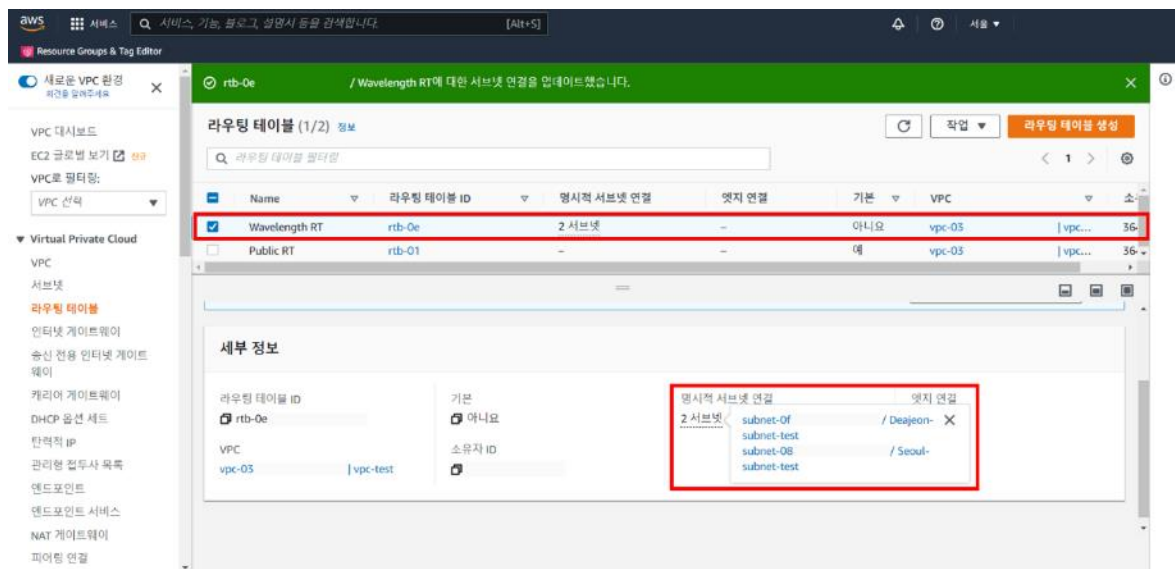 aws 서비스 서비스, 기능, 블로그, 설명서 등을 검색합니다. [Alt+S] 서울 ▼
Resource Groups & Tag Editor
새로운 VPC 환경
의견을 알려주세요
VPC 대시보드
EC2 글로벌 보기 신규
VPC로 필터링:
VPC 선택
▼ Virtual Private Cloud
VPC
서브넷
라우팅 테이블
인터넷 게이트웨이
송신 전용 인터넷 게이트
웨이
캐리어 게이트웨이
DHCP 옵션 세트
탄력적 IP
관리형 접두사 목록
엔드포인트
엔드포인트 서비스
NAT 게이트웨이
피어링 연결
rtb-0e / Wavelength RT에 대한 서브넷 연결을 업데이트했습니다.
라우팅 테이블 (1/2) 정보
작업 ▼ 라우팅 테이블 생성
라우팅 테이블 필터링
< 1 >
Name 라우팅 테이블 ID 명시적 서브넷 연결 엣지 연결 기본 VPC
Wavelength RT rtb-0e 2 서브넷 – 아니요 vpc-03 | vpc... 36
Public RT rtb-01 – – 예 vpc-03 | vpc... 36
세부 정보
라우팅 테이블 ID
rtb-0e
VPC
vpc-03 | vpc-test
기본
아니요
소유자 ID
명시적 서브넷 연결
2 서브넷
subnet-0f / Deajeon-
subnet-test
subnet-08 / Seoul-
subnet-test
엣지 연결